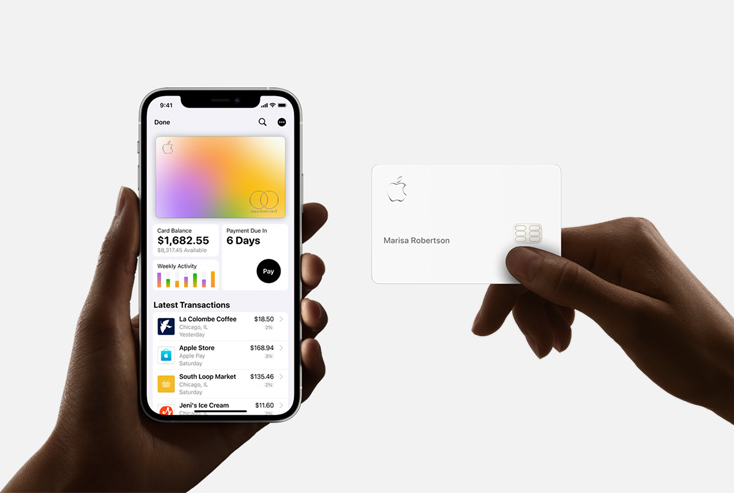 9:41
Done
Card Balance
$1,682.55
$8,317.45 Available
Payment Due In
6 Days
Weekly Activity
Pay
Latest Transactions
La Colombe Coffee $18.50
Chicago, IL 2%
Yesterday
Apple Store $168.94
Apple Pay 3%
Saturday
South Loop Market $135.46
Chicago, IL 2%
Saturday
Jeni's Ice Cream $11.60
Marisa Robertson